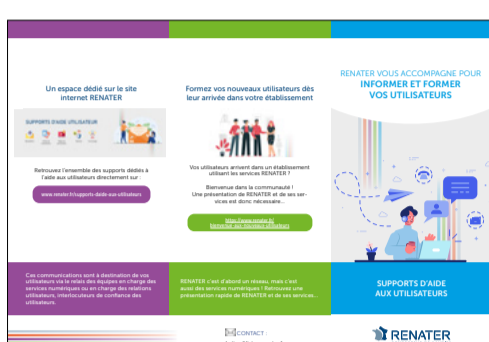 Un espace dédié sur le site
internet RENATER
SUPPORTS D'AIDE UTILISATEUR
Retrouvez l'ensemble des supports dédiés à
l'aide aux utilisateurs directement sur :
www.renater.fr/supports-dedie-aux-utilisateurs
Ces communications sont à destination de vos
utilisateurs via le relais des équipes en charge des
services numériques ou en charge des relations
utilisateurs, interlocuteurs de confiance des
utilisateurs.
Formez vos nouveaux utilisateurs dès
leur arrivée dans votre établissement
Vos utilisateurs arrivent dans un établissement
utilisant les services RENATER ?
Bienvenue dans la communauté !
Une présentation de RENATER et de ses ser-
vices est donc nécessaire...
https://www.renater.fr/
bienvenue-aux-nouveaux-utilisateurs
RENATER c'est d'abord un réseau, mais c'est
aussi des services numériques ! Retrouvez une
présentation rapide de RENATER et de ses services...
CONTACT :
RENATER VOUS ACCOMPAGNE POUR
INFORMER ET FORMER
VOS UTILISATEURS
SUPPORTS D'AIDE
AUX UTILISATEURS
RENATER